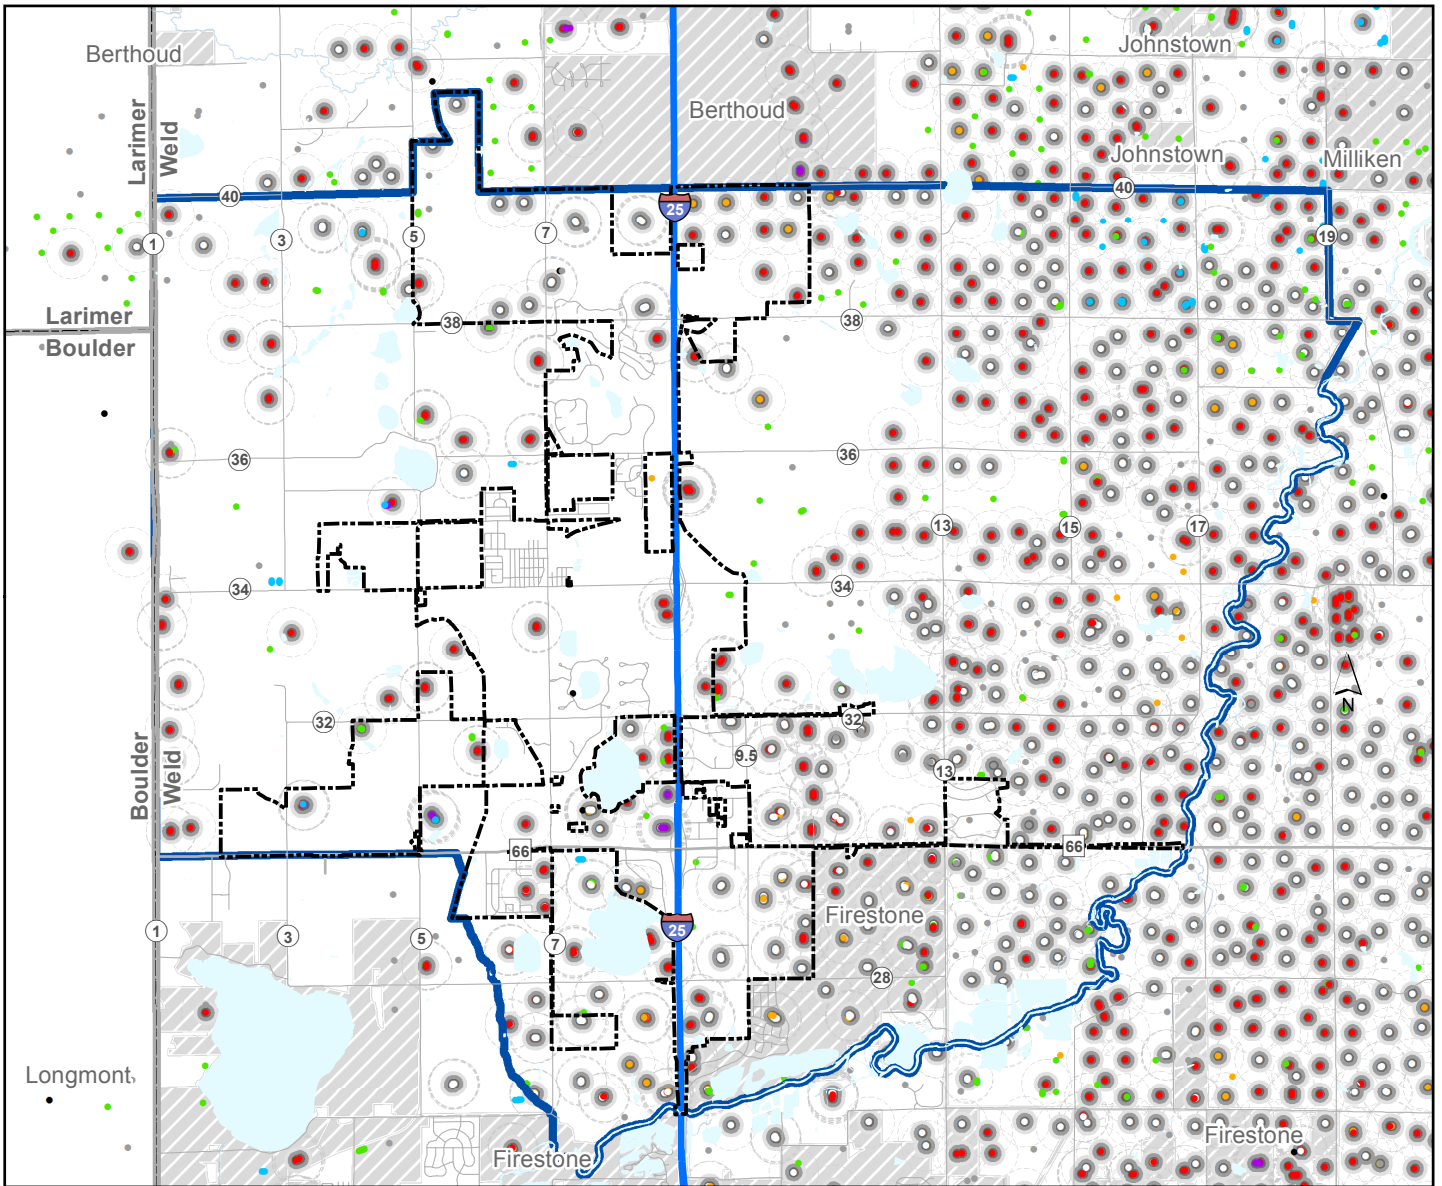 Johnstown
Berthoud
Berthoud
Larimer
Weld
Johnstown
Milliken
40
40
25
1
3
5
7
19
Larimer
38
38
Boulder
36
36
13
15
17
34
34
N
32
32
Boulder
Weld
9.5
13
66
66
Firestone
25
1
3
5
7
28
Longmont
Firestone
Firestone